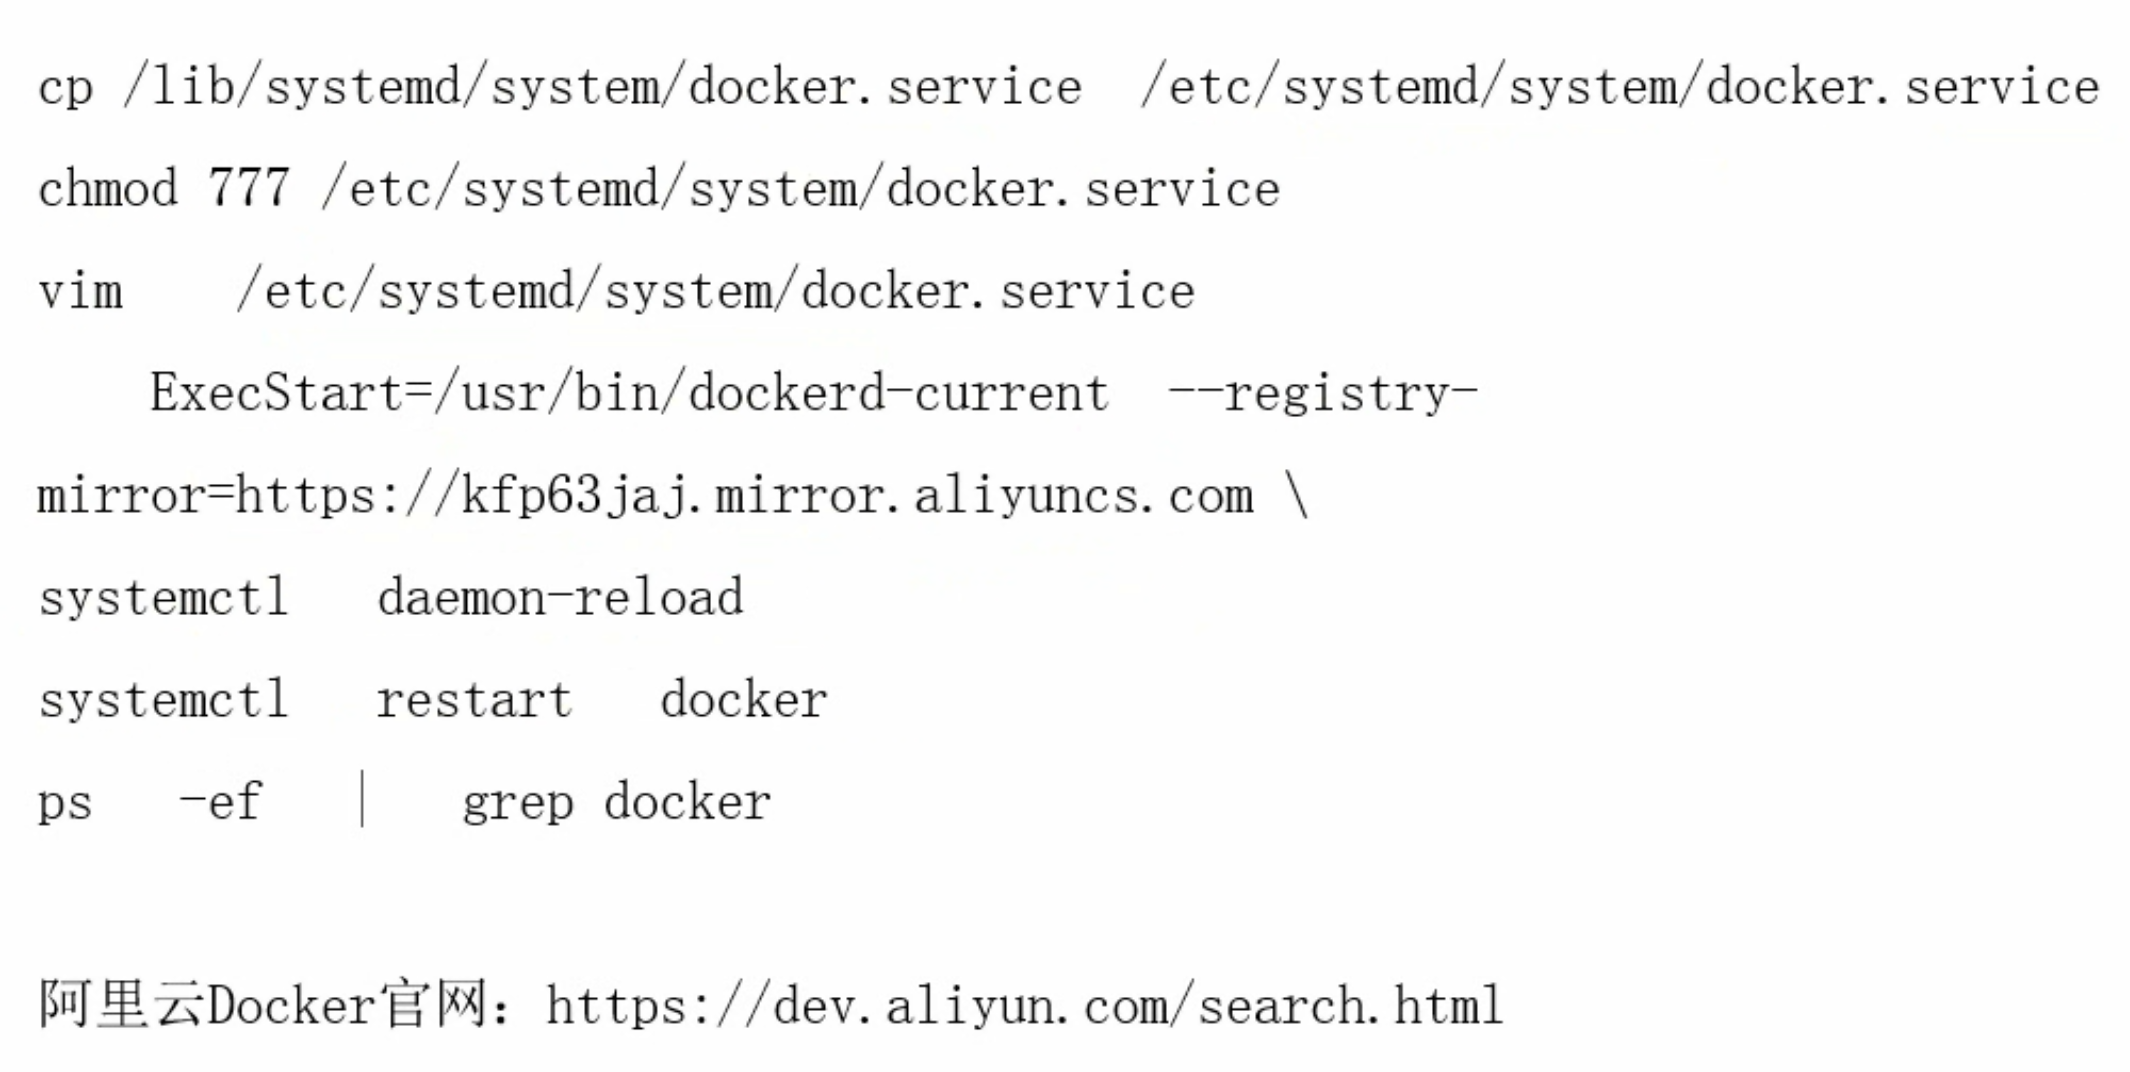 cp /lib/systemd/system/docker.service  /etc/systemd/system/docker.service
chmod 777 /etc/systemd/system/docker.service
vim    /etc/systemd/system/docker.service
    ExecStart=/usr/bin/dockerd-current  --registry-
mirror=https://kfp63jaj.mirror.aliyuncs.com \
systemctl   daemon-reload
systemctl   restart   docker
ps   -ef   |   grep docker
阿里云Docker官网：https://dev.aliyun.com/search.html